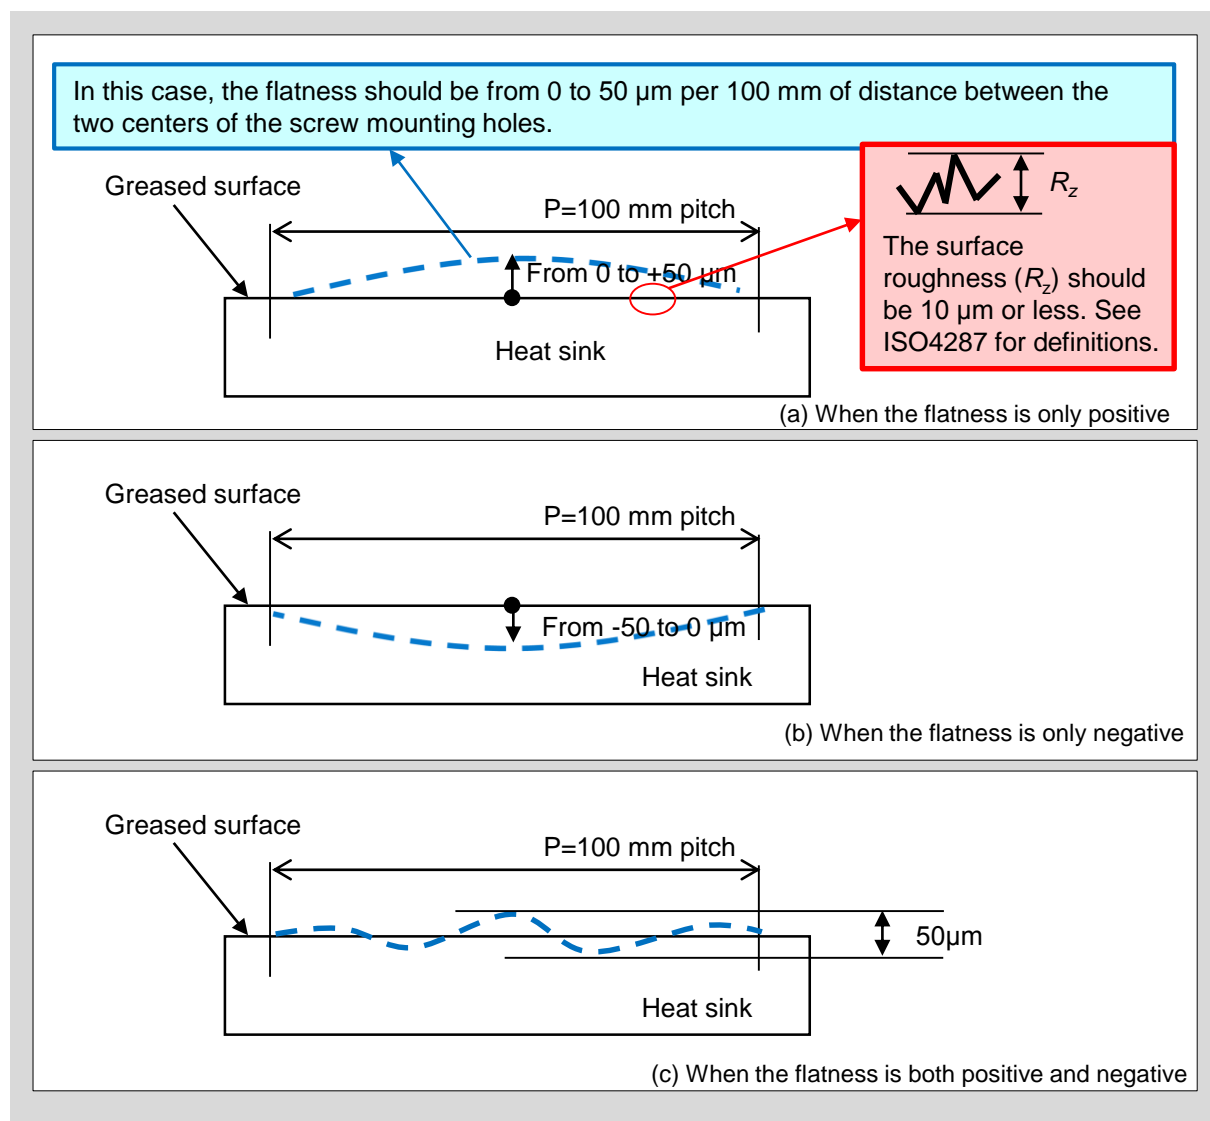 In this case, the flatness should be from 0 to 50 µm per 100 mm of distance between the
two centers of the screw mounting holes.
Greased surface
P=100 mm pitch
From 0 to +50 µm
Heat sink
Rz
The surface
roughness (Rz) should
be 10 µm or less. See
ISO4287 for definitions.
(a) When the flatness is only positive
Greased surface
P=100 mm pitch
From -50 to 0 µm
Heat sink
(b) When the flatness is only negative
Greased surface
P=100 mm pitch
50µm
Heat sink
(c) When the flatness is both positive and negative